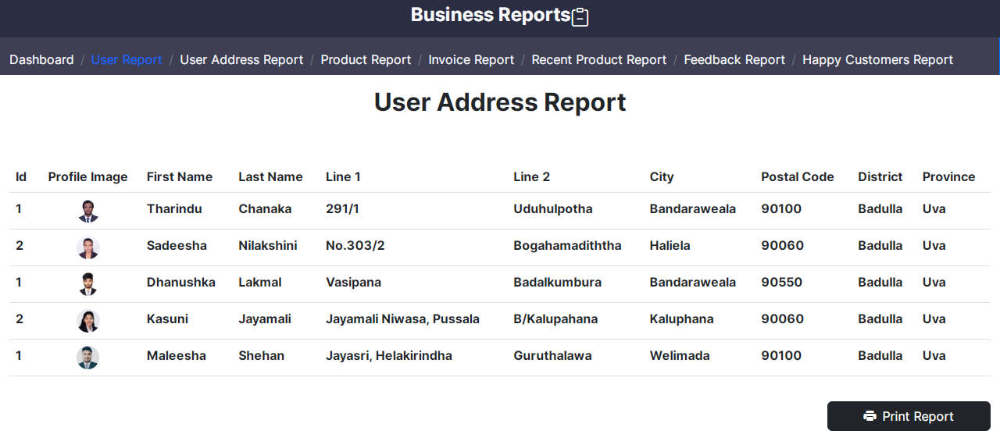 Business Reports
Dashboard / User Report / User Address Report / Product Report / Invoice Report / Recent Product Report / Feedback Report / Happy Customers Report
User Address Report
Id Profile Image First Name Last Name Line 1 Line 2 City Postal Code District Province
1 Tharindu Chanaka 291/1 Uduhulpotha Bandaraweala 90100 Badulla Uva
2 Sadeesha Nilakshini No.303/2 Bogahamadiththa Haliela 90060 Badulla Uva
1 Dhanushka Lakmal Vasipana Badalkumbura Bandaraweala 90550 Badulla Uva
2 Kasuni Jayamali Jayamali Niwasa, Pussala B/Kalupahana Kaluphana 90060 Badulla Uva
1 Maleesha Shehan Jayasri, Helakirindha Guruthalawa Welimada 90100 Badulla Uva
Print Report